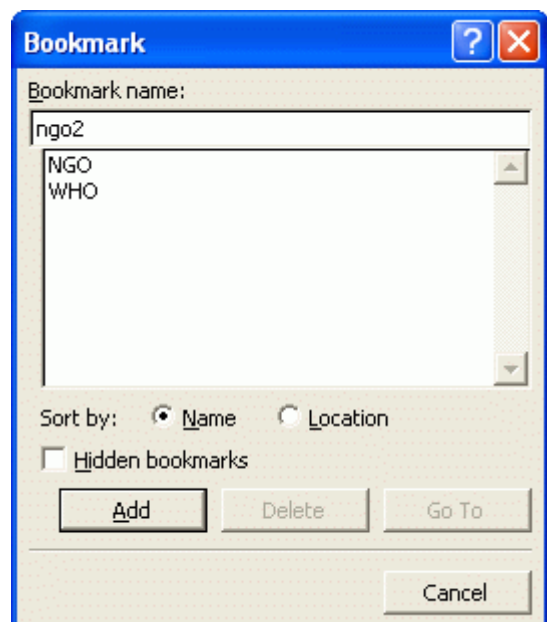 Bookmark
Bookmark name:
ngo2
NGO
WHO
Sort by: Name Location
Hidden bookmarks
Add Delete Go To
Cancel